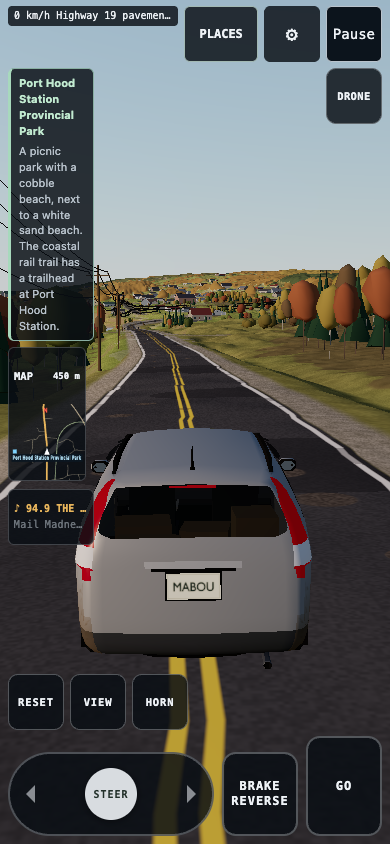 0 km/h Highway 19 pavemen…
PLACES
⚙
Pause
DRONE
Port Hood
Station
Provincial
Park
A picnic
park with a
cobble
beach, next
to a white
sand beach.
The coastal
rail trail has
a trailhead
at Port
Hood
Station.
MAP 450 m
Port Hood Station Provincial Park
♪ 94.9 THE …
Mail Madne…
MABOU
RESET
VIEW
HORN
STEER
BRAKE
REVERSE
GO